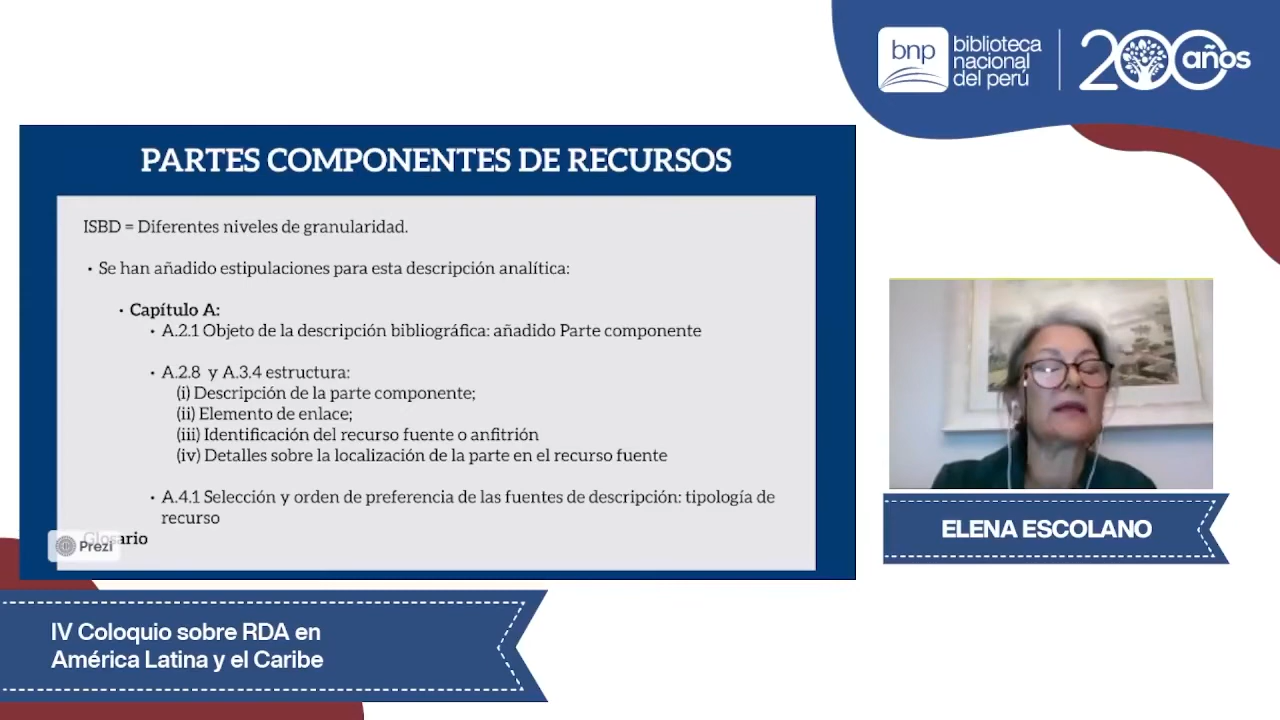 bnp
biblioteca
nacional
del perú
200 años
PARTES COMPONENTES DE RECURSOS
ISBD = Diferentes niveles de granularidad.
• Se han añadido estipulaciones para esta descripción analítica:
• Capítulo A:
• A.2.1 Objeto de la descripción bibliográfica: añadido Parte componente
• A.2.8 y A.3.4 estructura:
(i) Descripción de la parte componente;
(ii) Elemento de enlace;
(iii) Identificación del recurso fuente o anfitrión
(iv) Detalles sobre la localización de la parte en el recurso fuente
• A.4.1 Selección y orden de preferencia de las fuentes de descripción: tipología de
recurso
Glosario
Prezi
ELENA ESCOLANO
IV Coloquio sobre RDA en
América Latina y el Caribe